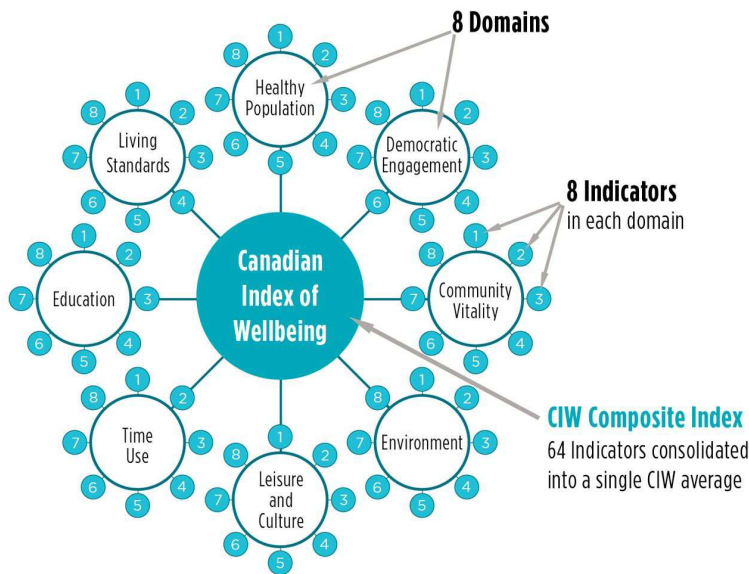 8 Domains
1
2
3
4
5
6
7
8
Healthy
Population
1
2
3
4
5
6
7
8
Democratic
Engagement
8 Indicators
in each domain
1
2
3
4
5
6
7
8
Community
Vitality
1
2
3
4
5
6
7
8
Environment
1
2
3
4
5
6
7
8
Leisure
and
Culture
1
2
3
4
5
6
7
8
Time
Use
1
2
3
4
5
6
7
8
Education
1
2
3
4
5
6
7
8
Living
Standards
Canadian
Index of
Wellbeing
CIW Composite Index
64 Indicators consolidated
into a single CIW average